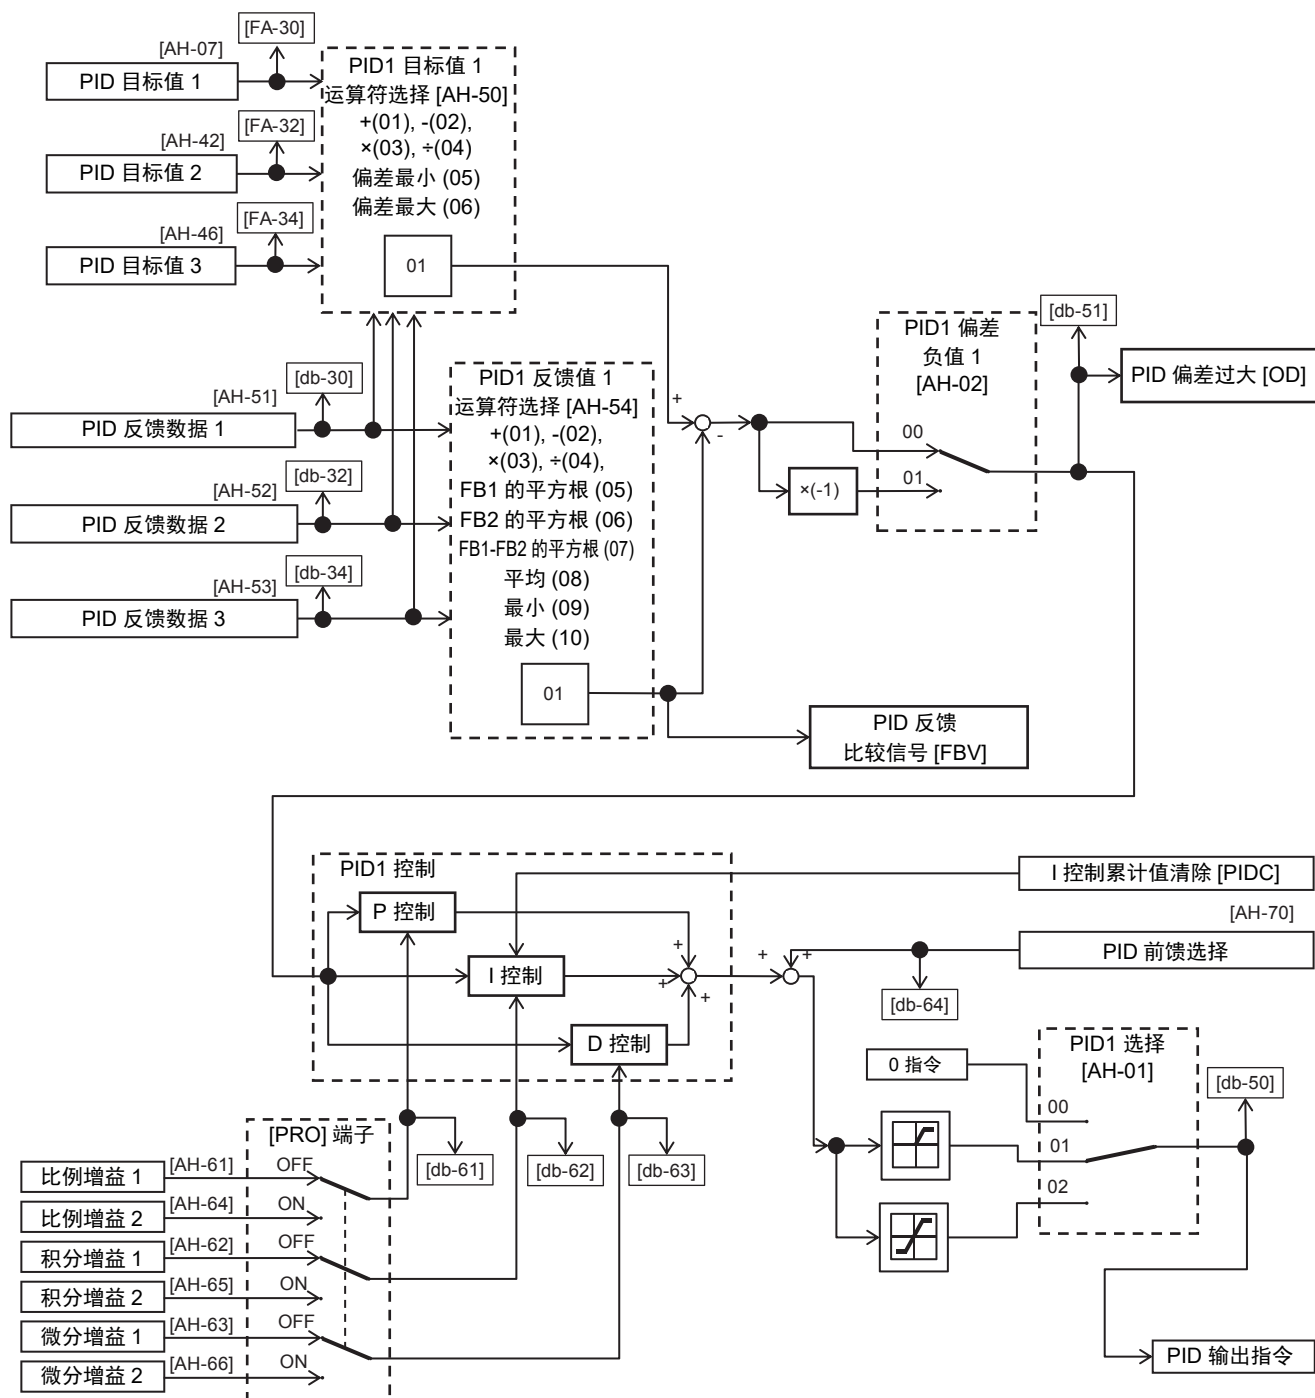 [AH-07]
[FA-30]
PID 目标值 1
[AH-42]
[FA-32]
PID 目标值 2
[AH-46]
[FA-34]
PID 目标值 3
PID1 目标值 1
运算符选择 [AH-50]
+(01), -(02),
×(03), ÷(04)
偏差最小 (05)
偏差最大 (06)
01
[AH-51]
[db-30]
PID 反馈数据 1
[AH-52]
[db-32]
PID 反馈数据 2
[AH-53]
[db-34]
PID 反馈数据 3
PID1 反馈值 1
运算符选择 [AH-54]
+(01), -(02),
×(03), ÷(04),
FB1 的平方根 (05)
FB2 的平方根 (06)
FB1-FB2 的平方根 (07)
平均 (08)
最小 (09)
最大 (10)
01
+
-
×(-1)
PID1 偏差
负值 1
[AH-02]
00
01
[db-51]
PID 偏差过大 [OD]
PID 反馈
比较信号 [FBV]
PID1 控制
P 控制
I 控制
D 控制
+
+
+
I 控制累计值清除 [PIDC]
[AH-70]
PID 前馈选择
+
+
[db-64]
0 指令
PID1 选择
[AH-01]
00
01
02
[db-50]
PID 输出指令
[db-61]
[db-62]
[db-63]
[PRO] 端子
比例增益 1
[AH-61]
OFF
比例增益 2
[AH-64]
ON
积分增益 1
[AH-62]
OFF
积分增益 2
[AH-65]
ON
微分增益 1
[AH-63]
OFF
微分增益 2
[AH-66]
ON